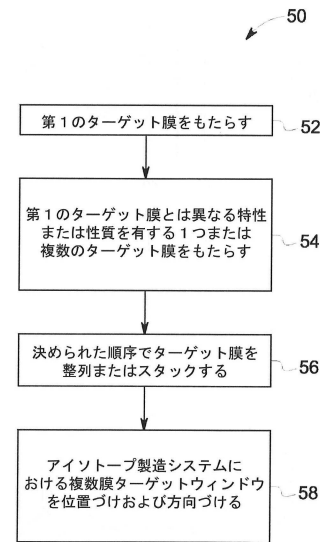 50
第１のターゲット膜をもたらす
52
第１のターゲット膜とは異なる特性
または性質を有する１つまたは
複数のターゲット膜をもたらす
54
決められた順序でターゲット膜を
整列またはスタックする
56
アイソトープ製造システムに
おける複数膜ターゲットウィンドウ
を位置づけおよび方向づける
58